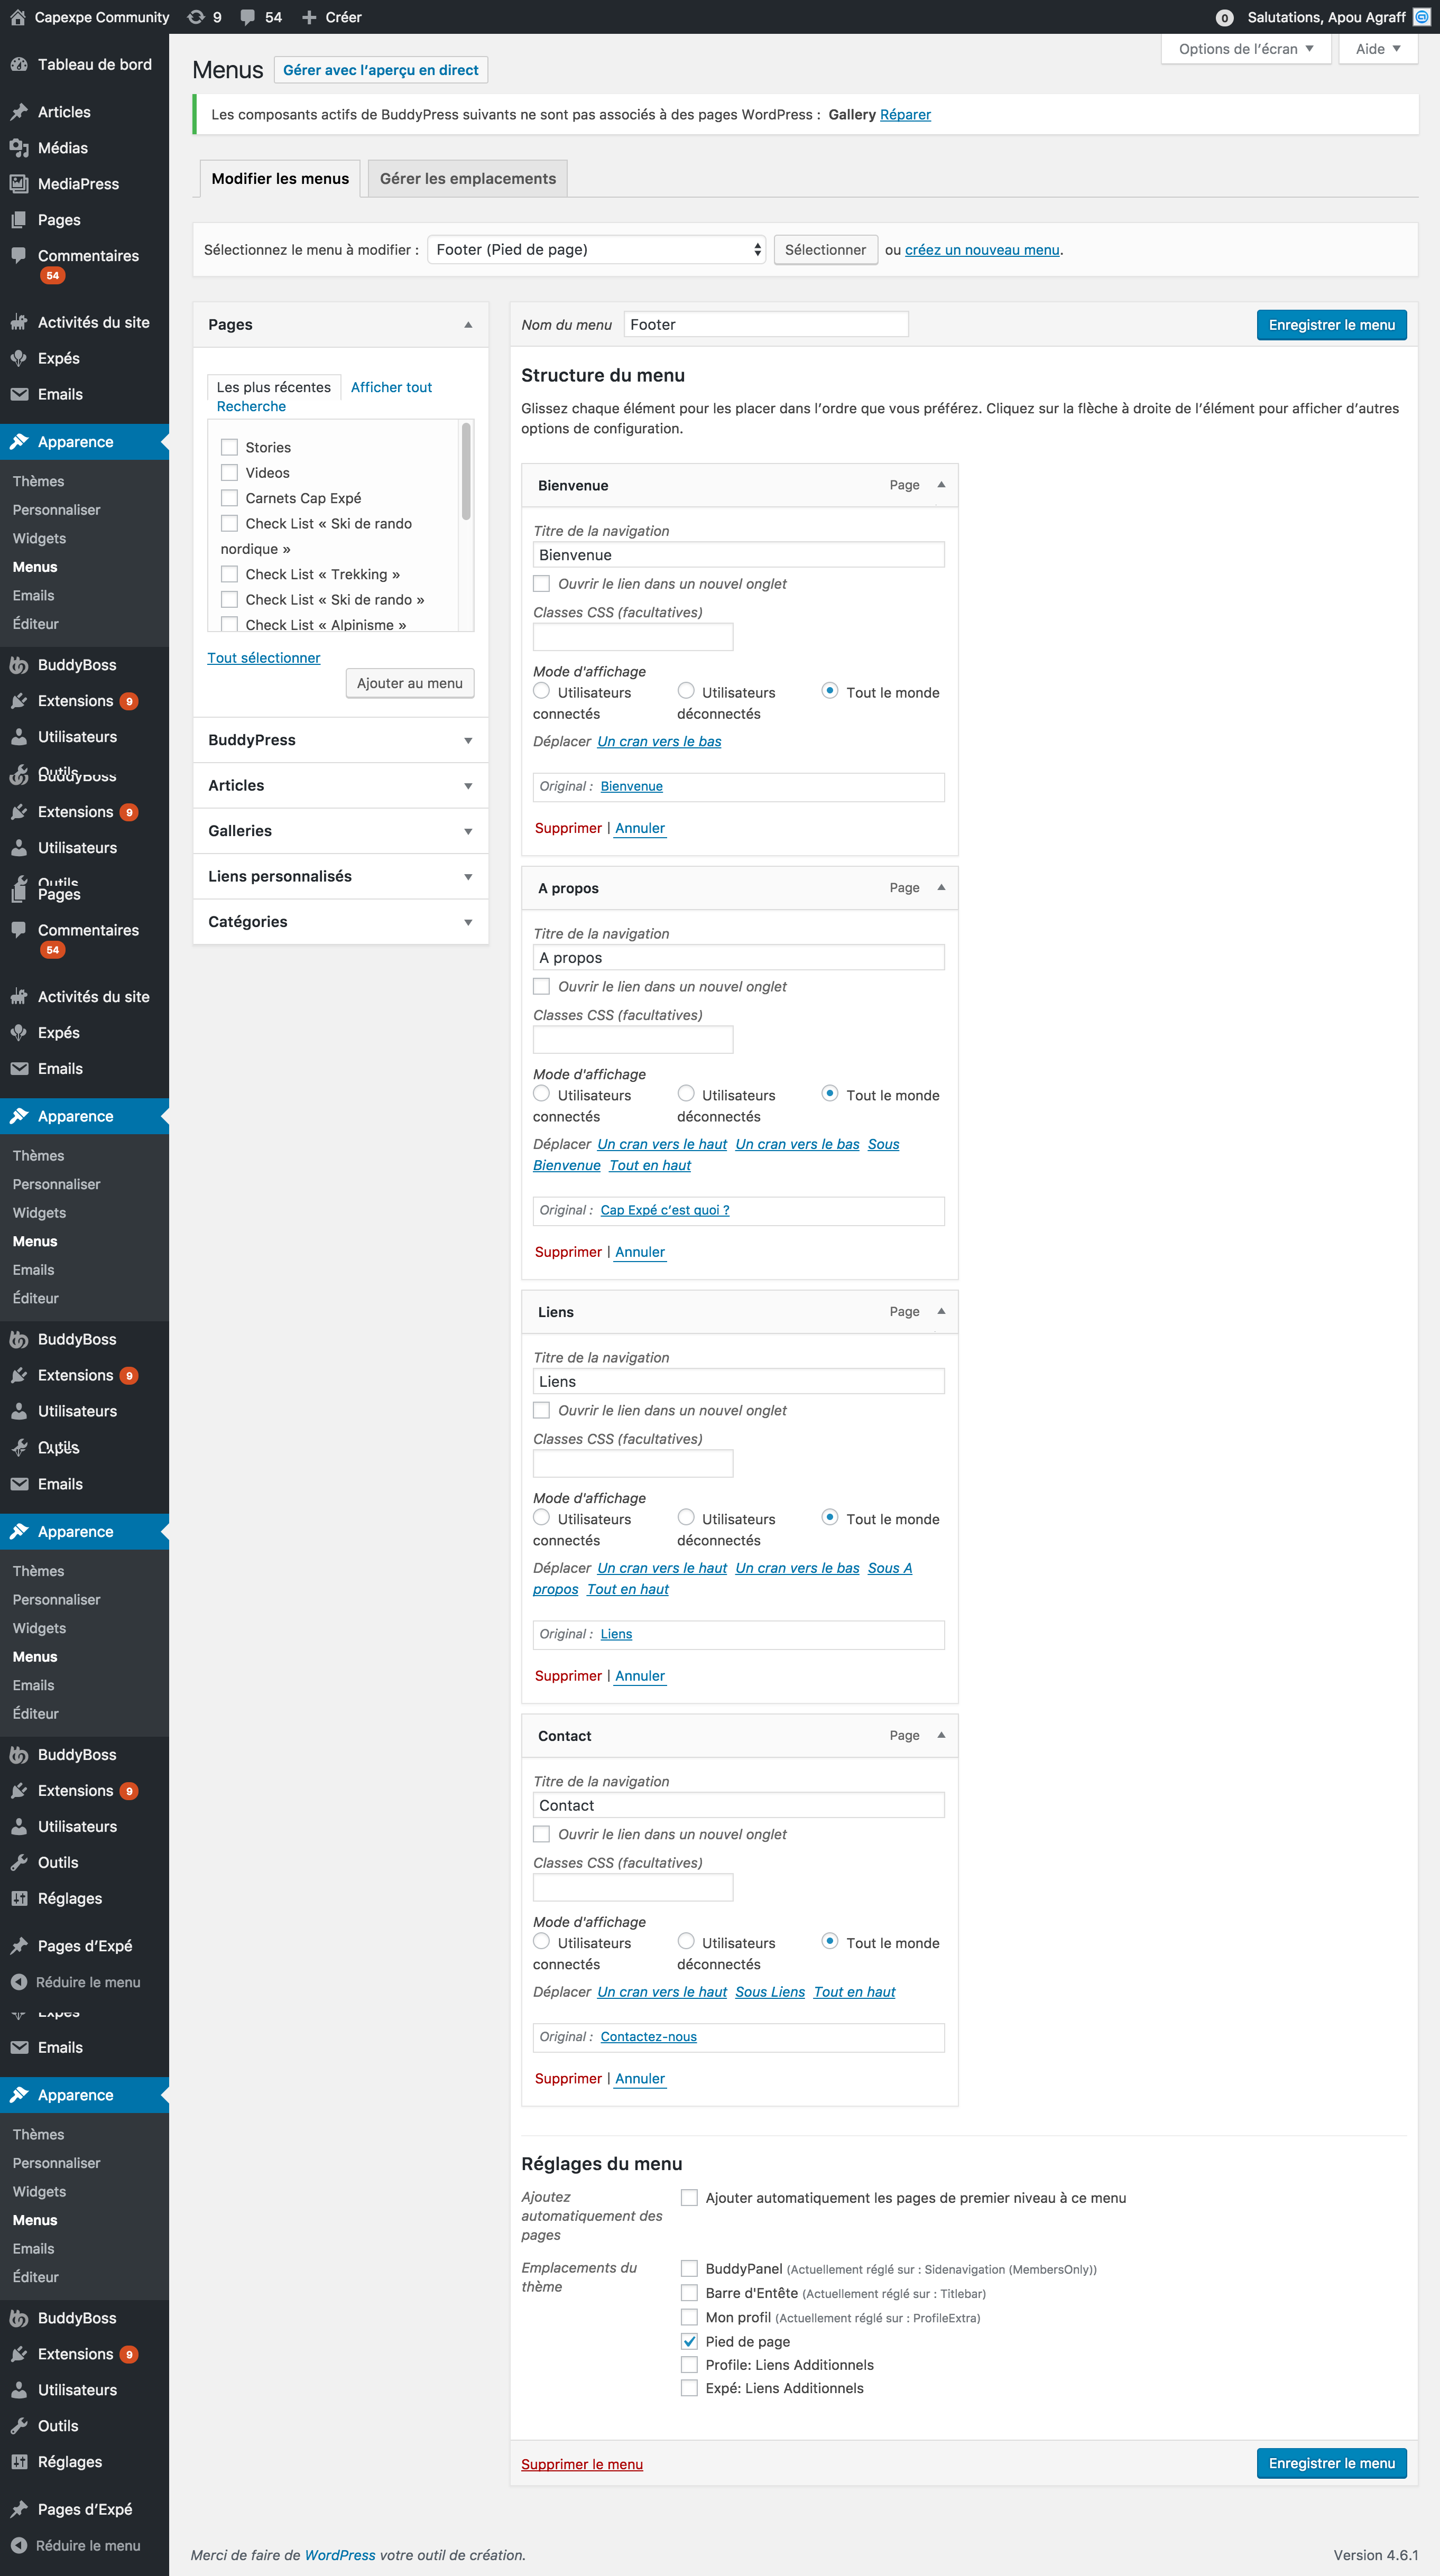 Capexpe Community 9 54 Créer 0 Salutations, Apou Agraff
Options de l’écran Aide
Tableau de bord
Articles
Médias
MediaPress
Pages
Commentaires
54
Activités du site
Expés
Emails
Apparence
Thèmes
Personnaliser
Widgets
Menus
Emails
Éditeur
BuddyBoss
Extensions 9
Utilisateurs
Outils
BuddyBoss
Extensions 9
Utilisateurs
Outils
Pages
Commentaires
54
Activités du site
Expés
Emails
Apparence
Thèmes
Personnaliser
Widgets
Menus
Emails
Éditeur
BuddyBoss
Extensions 9
Utilisateurs
Outils
Emails
Apparence
Thèmes
Personnaliser
Widgets
Menus
Emails
Éditeur
BuddyBoss
Extensions 9
Utilisateurs
Outils
Réglages
Pages d’Expé
Réduire le menu
Expés
Emails
Apparence
Thèmes
Personnaliser
Widgets
Menus
Emails
Éditeur
BuddyBoss
Extensions 9
Utilisateurs
Outils
Réglages
Pages d’Expé
Réduire le menu
Menus Gérer avec l’aperçu en direct
Les composants actifs de BuddyPress suivants ne sont pas associés à des pages WordPress : Gallery Réparer
Modifier les menus Gérer les emplacements
Sélectionnez le menu à modifier : Footer (Pied de page) Sélectionner ou créez un nouveau menu.
Pages
Les plus récentes Afficher tout
Recherche
Stories
Videos
Carnets Cap Expé
Check List « Ski de rando
nordique »
Check List « Trekking »
Check List « Ski de rando »
Check List « Alpinisme »
Tout sélectionner
Ajouter au menu
BuddyPress
Articles
Galleries
Liens personnalisés
Catégories
Nom du menu Footer Enregistrer le menu
Structure du menu
Glissez chaque élément pour les placer dans l’ordre que vous préférez. Cliquez sur la flèche à droite de l’élément pour afficher d’autres
options de configuration.
Bienvenue Page
Titre de la navigation
Bienvenue
Ouvrir le lien dans un nouvel onglet
Classes CSS (facultatives)
Mode d'affichage
Utilisateurs Utilisateurs Tout le monde
connectés déconnectés
Déplacer Un cran vers le bas
Original : Bienvenue
Supprimer | Annuler
A propos Page
Titre de la navigation
A propos
Ouvrir le lien dans un nouvel onglet
Classes CSS (facultatives)
Mode d'affichage
Utilisateurs Utilisateurs Tout le monde
connectés déconnectés
Déplacer Un cran vers le haut Un cran vers le bas Sous
Bienvenue Tout en haut
Original : Cap Expé c’est quoi ?
Supprimer | Annuler
Liens Page
Titre de la navigation
Liens
Ouvrir le lien dans un nouvel onglet
Classes CSS (facultatives)
Mode d'affichage
Utilisateurs Utilisateurs Tout le monde
connectés déconnectés
Déplacer Un cran vers le haut Un cran vers le bas Sous A
propos Tout en haut
Original : Liens
Supprimer | Annuler
Contact Page
Titre de la navigation
Contact
Ouvrir le lien dans un nouvel onglet
Classes CSS (facultatives)
Mode d'affichage
Utilisateurs Utilisateurs Tout le monde
connectés déconnectés
Déplacer Un cran vers le haut Sous Liens Tout en haut
Original : Contactez-nous
Supprimer | Annuler
Réglages du menu
Ajoutez
automatiquement des
pages
Ajouter automatiquement les pages de premier niveau à ce menu
Emplacements du
thème
BuddyPanel (Actuellement réglé sur : Sidenavigation (MembersOnly))
Barre d'Entête (Actuellement réglé sur : Titlebar)
Mon profil (Actuellement réglé sur : ProfileExtra)
Pied de page
Profile: Liens Additionnels
Expé: Liens Additionnels
Supprimer le menu Enregistrer le menu
Merci de faire de WordPress votre outil de création. Version 4.6.1